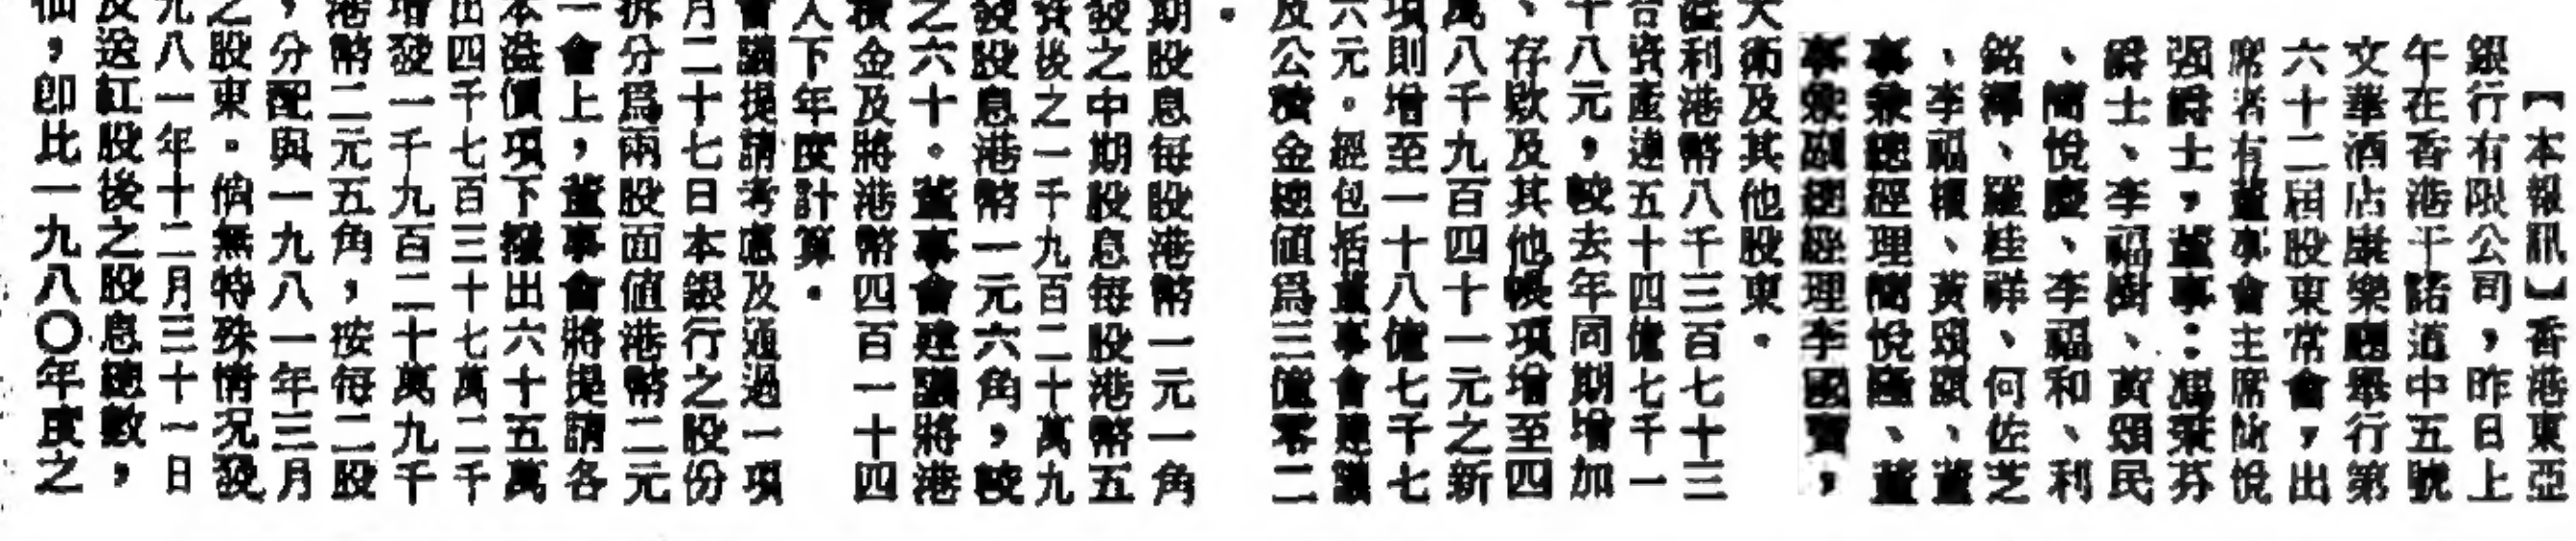 【本報訊】香港東亞
銀行有限公司，昨日上
午在香港干諾道中五號
文華酒店康樂廳舉行第
六十二屆股東常會，出
席者有董事會主席簡悅
强爵士，董事：馮秉芬
爵士、李福樹、黃頌民
、簡悅慶、李福和、利
銘澤、羅桂祥、何佐芝
、李福權、黃頌顯、董
事兼總經理簡悅隆、董
事兼副總經理李國寶，
大衛及其他股東。
溢利港幣八千三百七十三
合資產達五十四億七千一
十八元，較去年同期增加
、存款及其他帳項增至四
萬八千九百四十一元之新
項則增至一十八億七千七
六元。經包括董事會建議
及公積金總值爲三億零二
。
期股息每股港幣一元一角
發之中期股息每股港幣五
資後之一千九百二十萬九
發股息港幣一元六角，較
之六十。董事會建議將港
積金及將港幣四百一十四
入下年度計算。
會議提請考慮及通過一項
月二十七日本銀行之股份
拆分爲兩股面值港幣二元
一會上，董事會將提請各
本溢價項下撥出六十五萬
出四千七百三十七萬二千
增發一千九百二十萬九千
港幣二元五角，按每二股
，分配與一九八一年三月
之股東。倘無特殊情況發
九八一年十二月三十一日
及送紅股後之股息總數，
仙，卽比一九八〇年度之